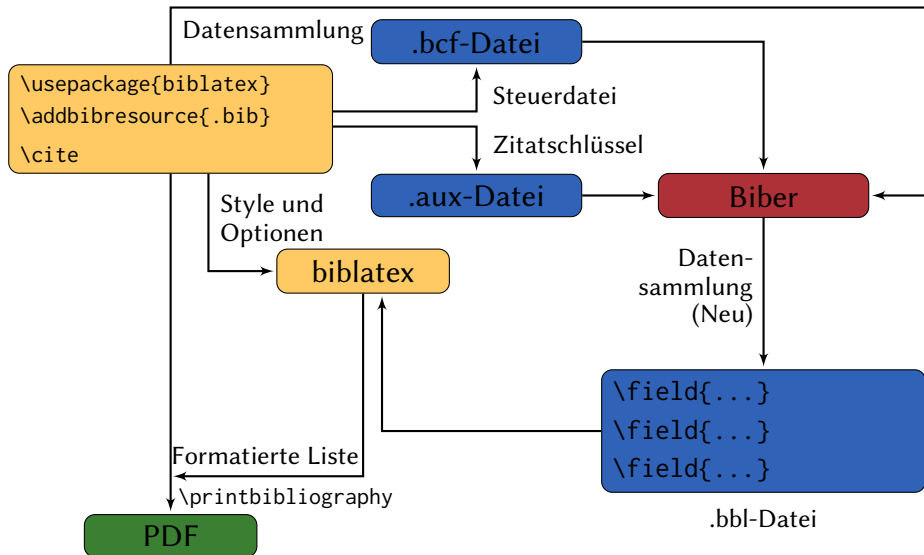 Datensammlung
.bcf-Datei
\usepackage{biblatex}
\addbibresource{.bib}
\cite
Steuerdatei
Zitatschlüssel
.aux-Datei
Biber
Style und
Optionen
biblatex
Daten-
sammlung
(Neu)
\field{...}
\field{...}
\field{...}
.bbl-Datei
Formatierte Liste
\printbibliography
PDF